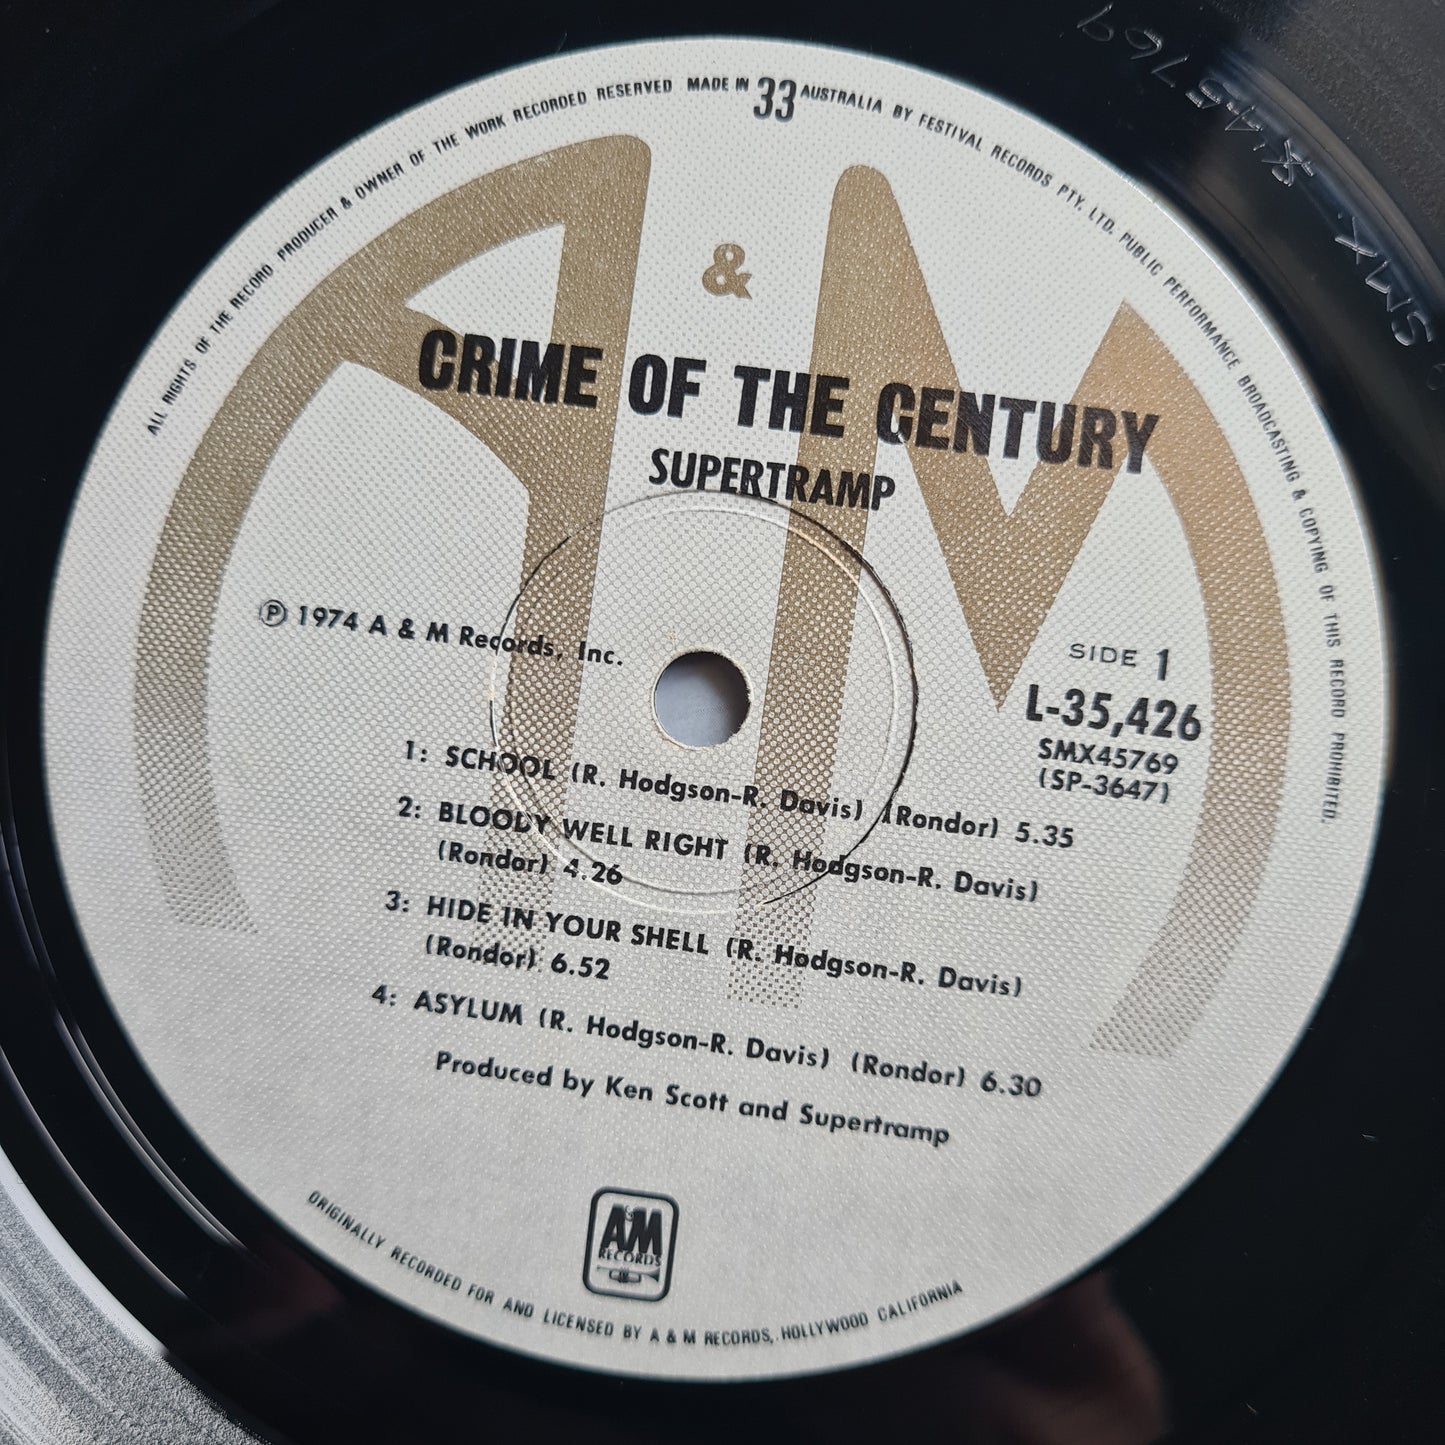 ALL RIGHTS OF THE RECORD PRODUCER & OWNER OF THE WORK RECORDED RESERVED MADE IN 33 AUSTRALIA BY FESTIVAL RECORDS PTY. LTD. PUBLIC PERFORMANCE BROADCASTING & COPYING OF THIS RECORD PROHIBITED.
A & M
CRIME OF THE CENTURY
SUPERTRAMP
℗ 1974 A & M Records, Inc.
SIDE 1
L-35,426
SMX45769
(SP-3647)
1: SCHOOL (R. Hodgson-R. Davis) (Rondor) 5.35
2: BLOODY WELL RIGHT (R. Hodgson-R. Davis)
(Rondor) 4.26
3: HIDE IN YOUR SHELL (R. Hodgson-R. Davis)
(Rondor) 6.52
4: ASYLUM (R. Hodgson-R. Davis) (Rondor) 6.30
Produced by Ken Scott and Supertramp
A&M
RECORDS
ORIGINALLY RECORDED FOR AND LICENSED BY A & M RECORDS, HOLLYWOOD CALIFORNIA